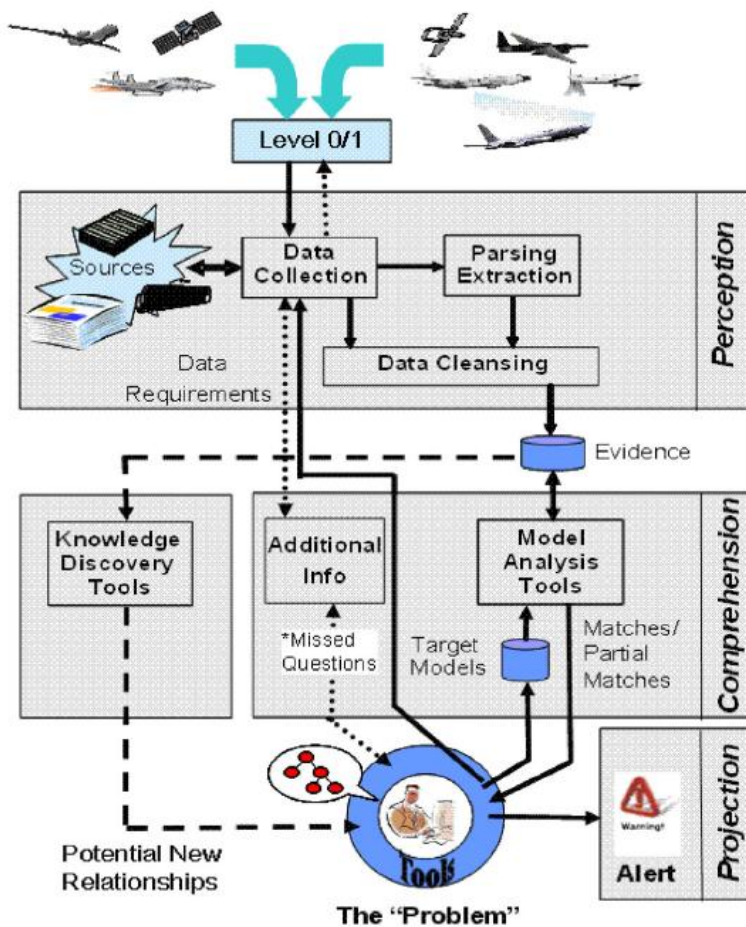 Level 0/1
Sources
Data
Collection
Parsing
Extraction
Data Cleansing
Perception
Data
Requirements
Evidence
Knowledge
Discovery
Tools
Additional
Info
Model
Analysis
Tools
Comprehension
*Missed
Questions
Target
Models
Matches/
Partial
Matches
Tools
Potential New
Relationships
The “Problem”
Warning!
Alert
Projection